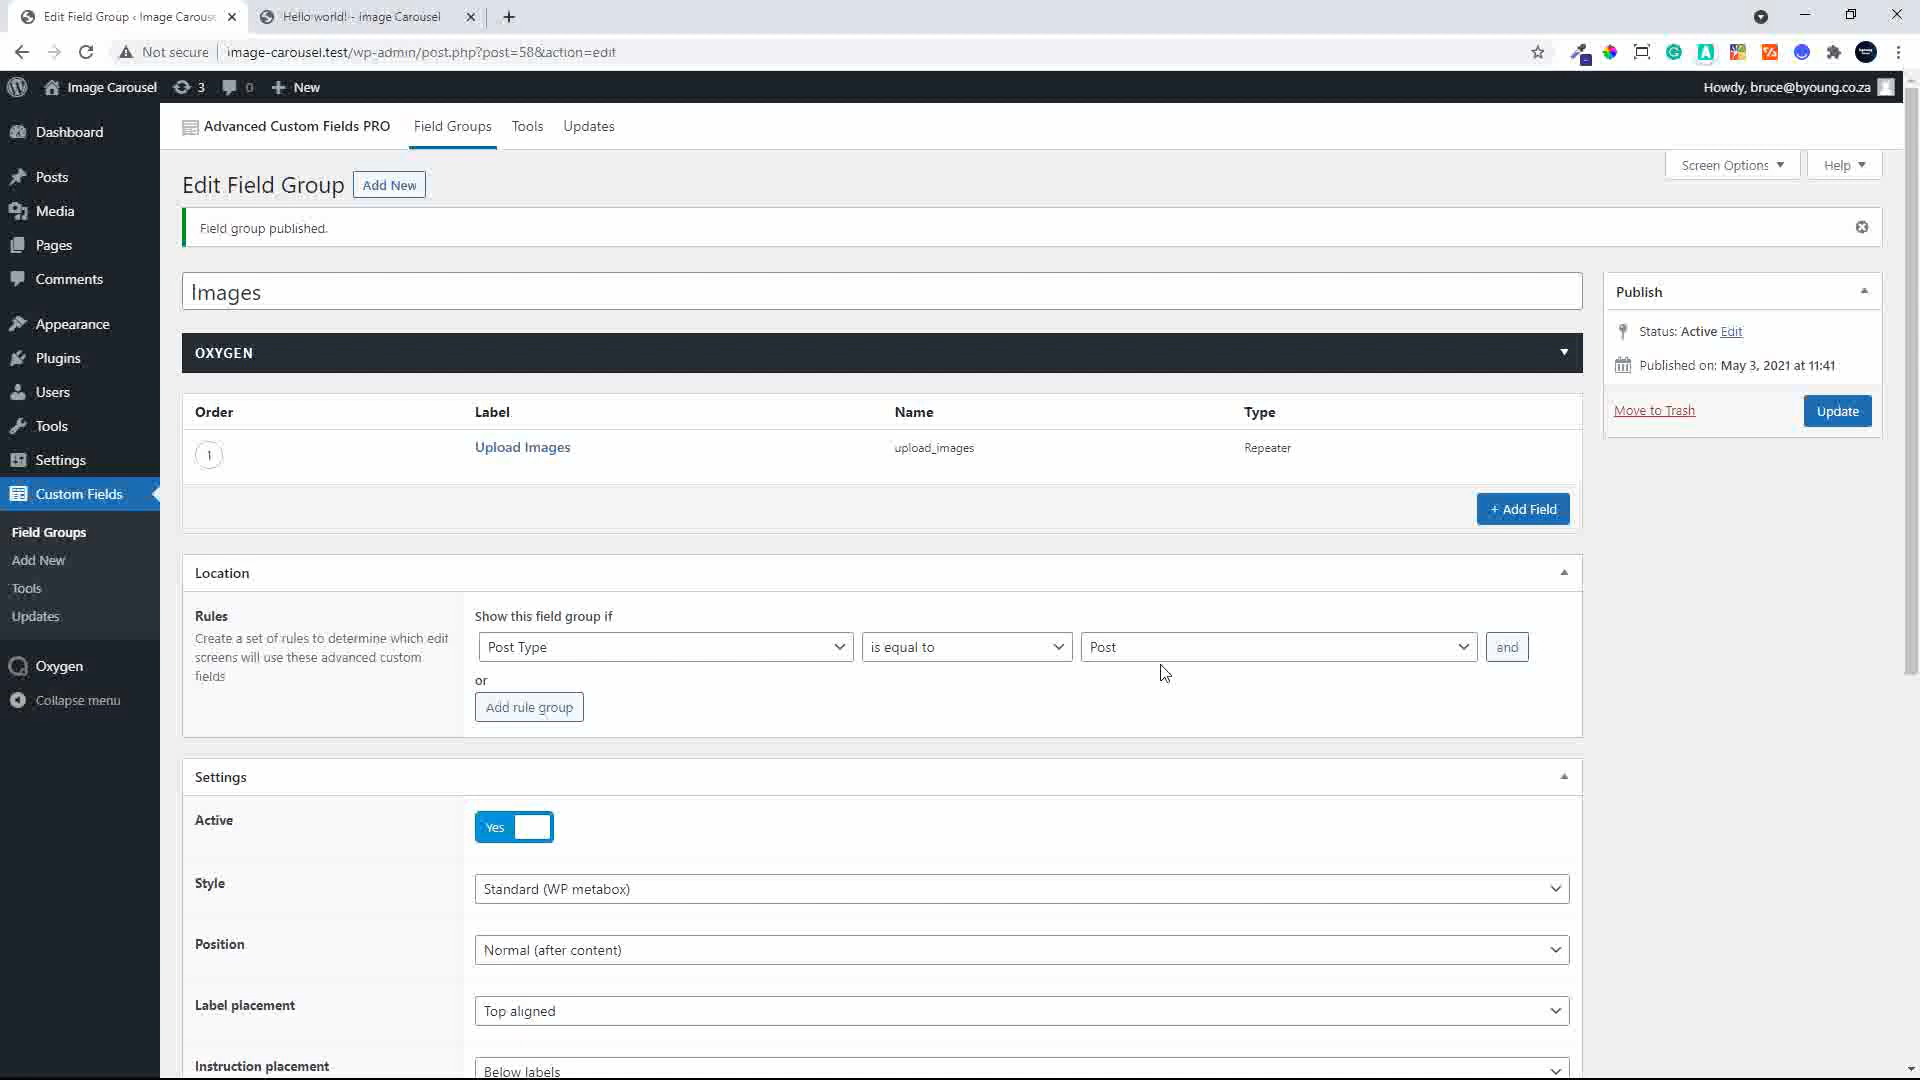 Edit Field Group ‹ Image Carous
Hello world! - Image Carousel
Not secure
image-carousel.test/wp-admin/post.php?post=58&action=edit
Image Carousel
3
0
New
Howdy, bruce@byoung.co.za
Dashboard
Posts
Media
Pages
Comments
Appearance
Plugins
Users
Tools
Settings
Custom Fields
Field Groups
Add New
Tools
Updates
Oxygen
Collapse menu
Advanced Custom Fields PRO
Field Groups
Tools
Updates
Screen Options
Help
Edit Field Group
Add New
Field group published.
Images
OXYGEN
Order
Label
Name
Type
1
Upload Images
upload_images
Repeater
+ Add Field
Location
Rules
Create a set of rules to determine which edit
screens will use these advanced custom
fields
Show this field group if
Post Type
is equal to
Post
and
or
Add rule group
Settings
Active
Yes
Style
Standard (WP metabox)
Position
Normal (after content)
Label placement
Top aligned
Instruction placement
Below labels
Publish
Status: Active Edit
Published on: May 3, 2021 at 11:41
Move to Trash
Update